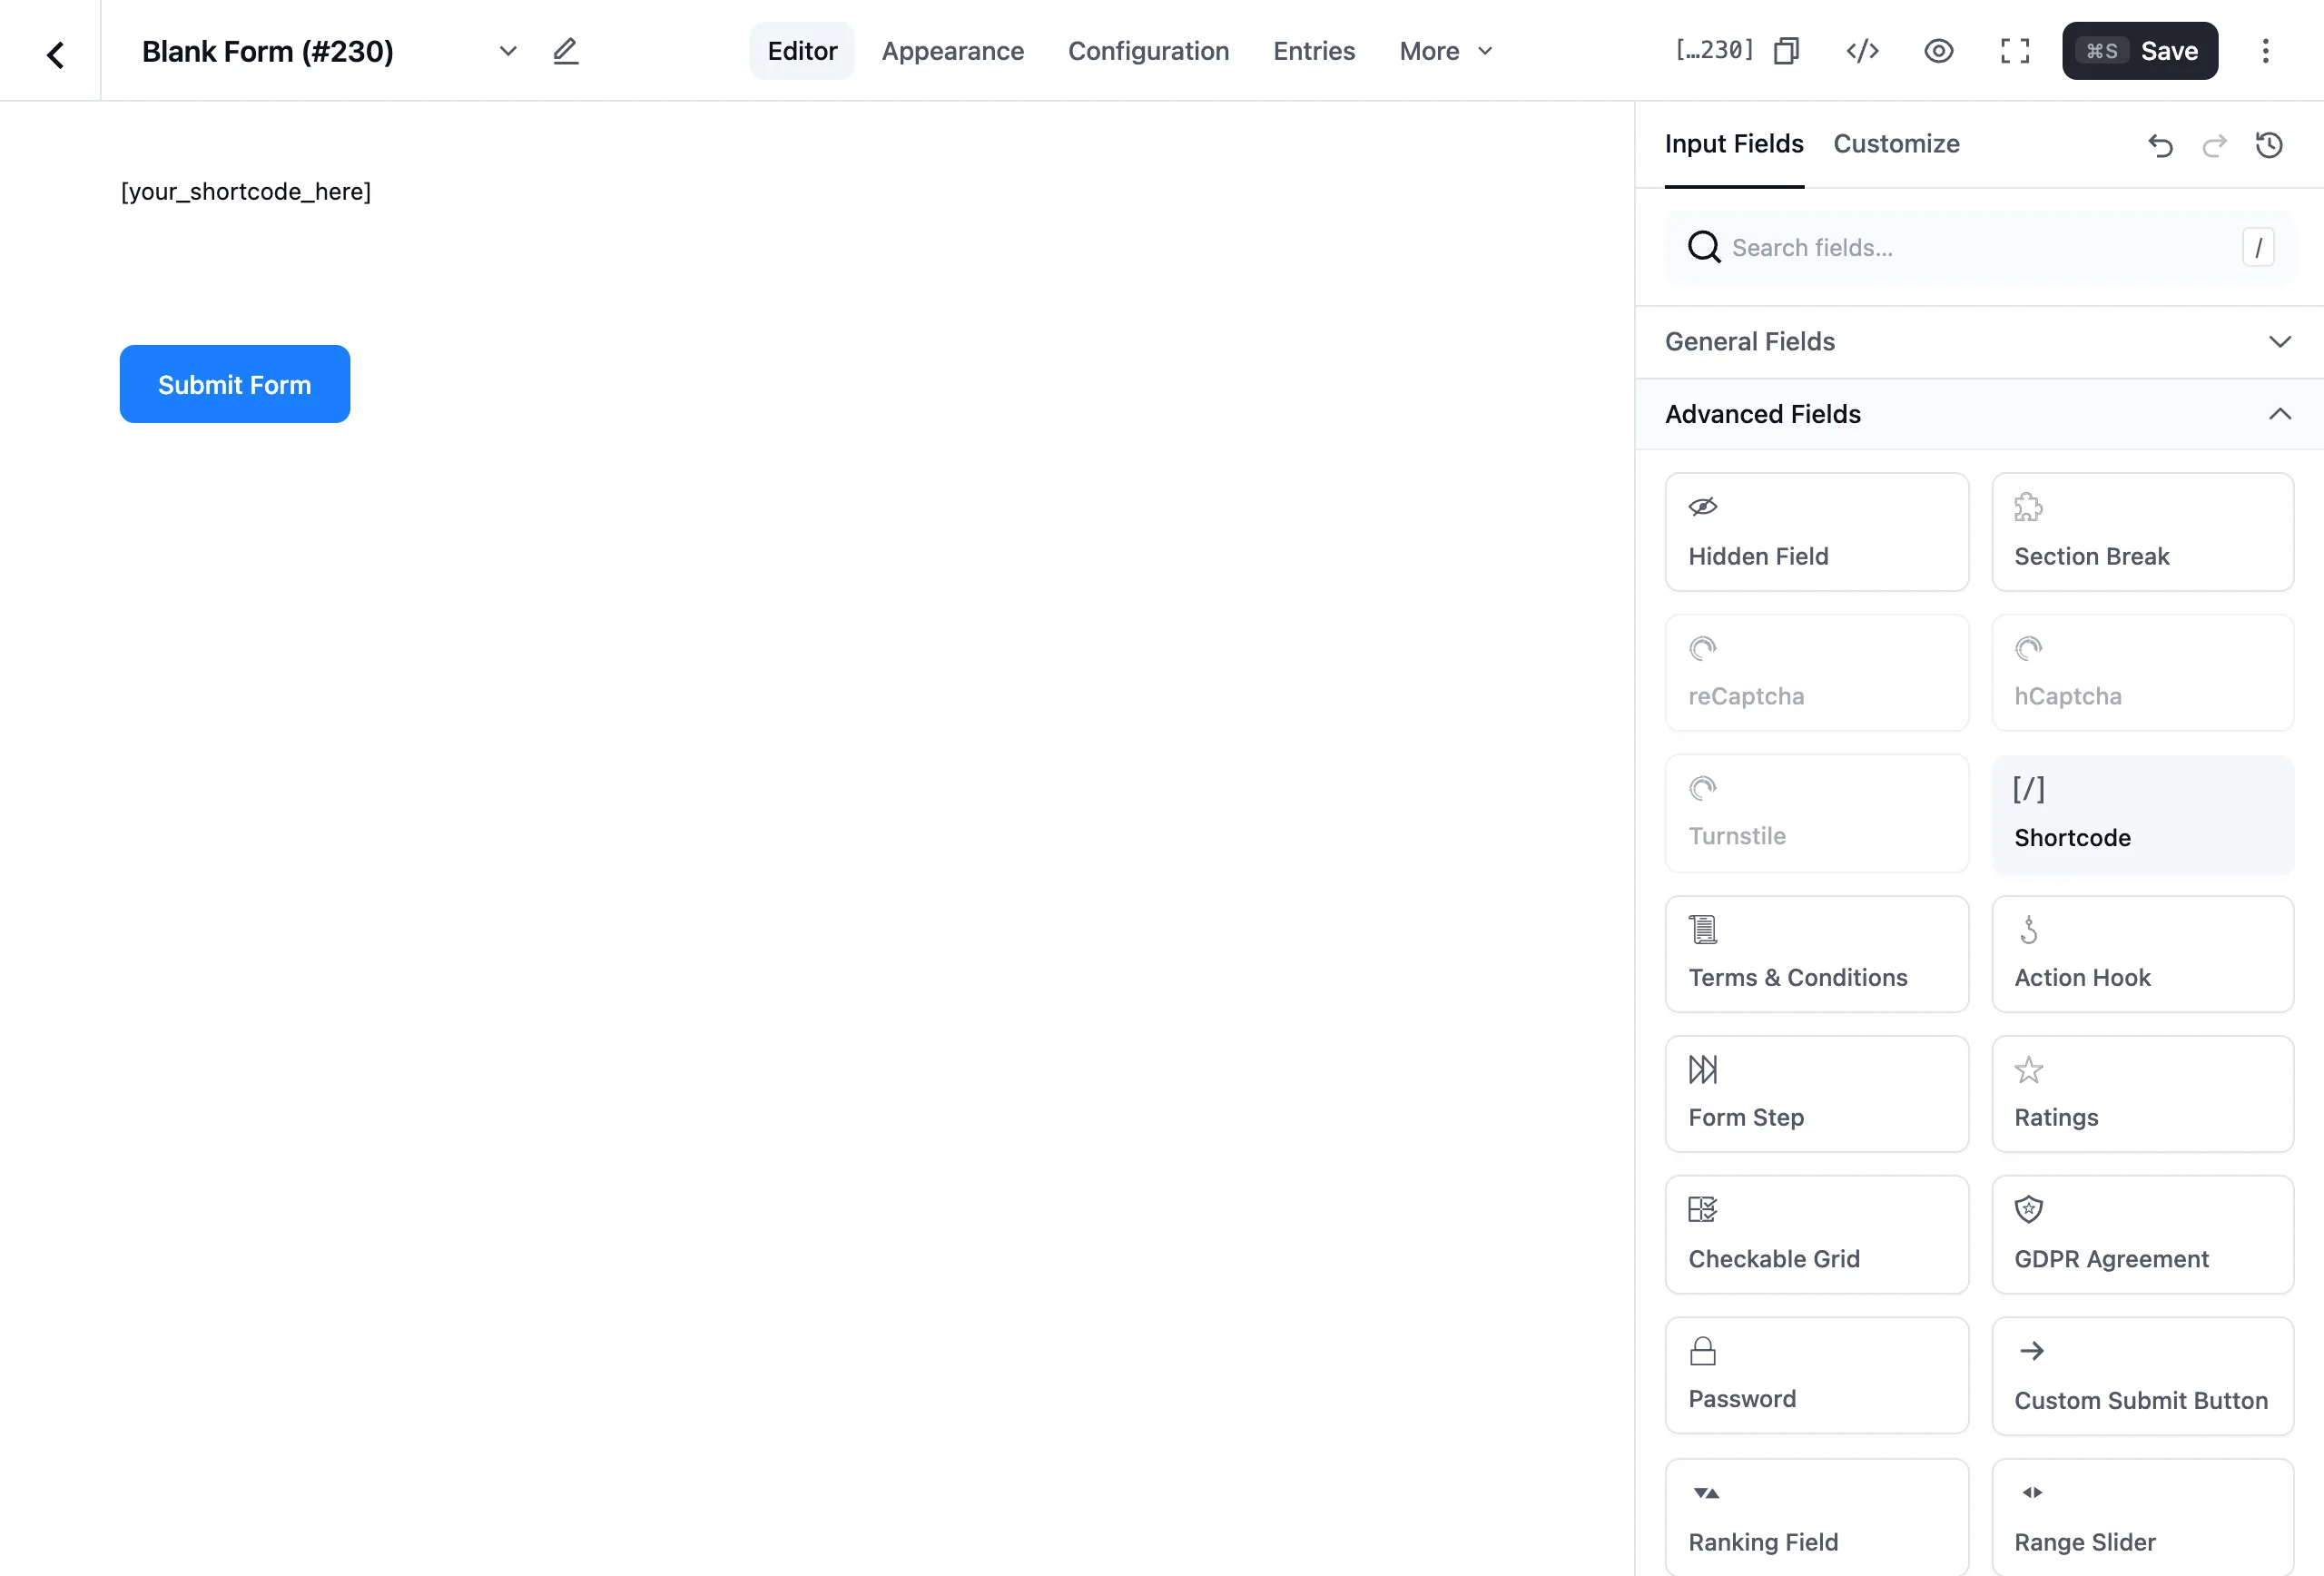 Blank Form (#230)
Editor
Appearance
Configuration
Entries
More
[...230]
</>
⌘S Save
[your_shortcode_here]
Submit Form
Input Fields
Customize
Search fields...
/
General Fields
Advanced Fields
Hidden Field
Section Break
reCaptcha
hCaptcha
Turnstile
[/]
Shortcode
Terms & Conditions
Action Hook
Form Step
Ratings
Checkable Grid
GDPR Agreement
Password
Custom Submit Button
Ranking Field
Range Slider